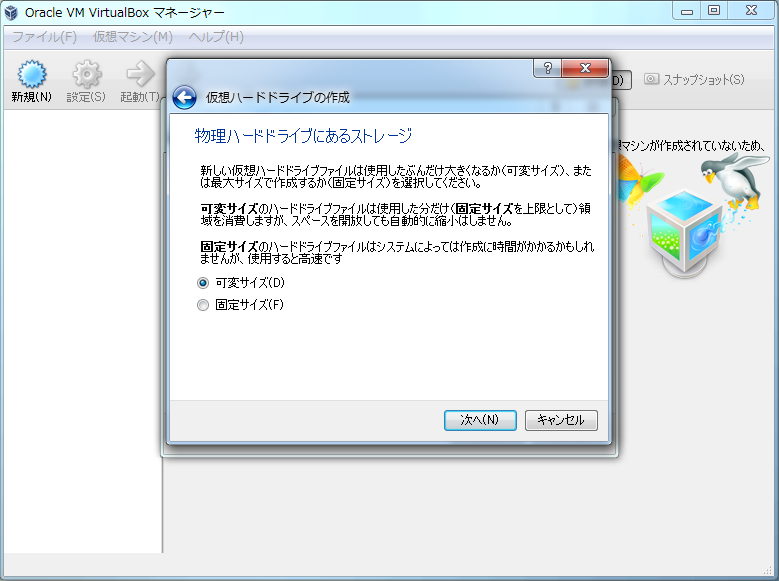 Oracle VM VirtualBox マネージャー
ファイル(F) 仮想マシン(M) ヘルプ(H)
新規(N) 設定(S) 起動(T)
D) スナップショット(S)
仮想ハードドライブの作成
マシンが作成されていないため、
物理ハードドライブにあるストレージ
新しい仮想ハードドライブファイルは使用したぶんだけ大きくなるか(可変サイズ)、また
は最大サイズで作成するか(固定サイズ)を選択してください。
可変サイズのハードドライブファイルは使用した分だけ(固定サイズを上限として)領
域を消費しますが、スペースを開放しても自動的に縮小はしません。
固定サイズのハードドライブファイルはシステムによっては作成に時間がかかるかもしれ
ませんが、使用すると高速です
可変サイズ(D)
固定サイズ(F)
次へ(N) キャンセル